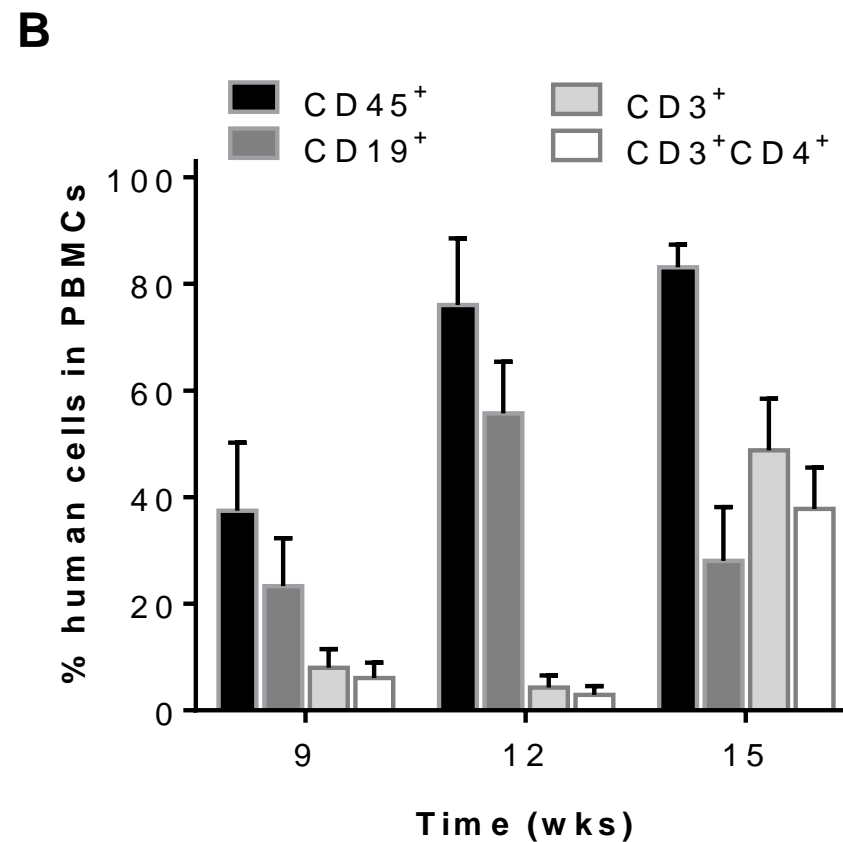 B
CD45+
CD19+
CD3+
CD3+CD4+
% human cells in PBMCs
100
80
60
40
20
0
9 12 15
Time (wks)